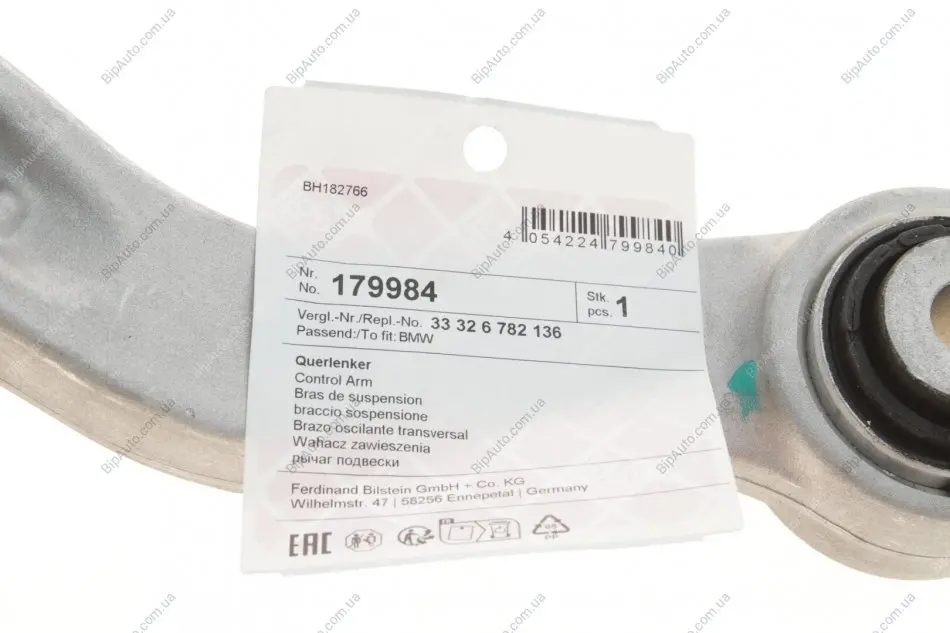 BH182766
4 054224 799840
Nr.
No. 179984
Stk.
pcs. 1
Vergl.-Nr./Repl.-No. 33 32 6 782 136
Passend:/To fit: BMW
Querlenker
Control Arm
Bras de suspension
braccio sospensione
Brazo oscilante transversal
Wahacz zawieszenia
рычаг подвески
Ferdinand Bilstein GmbH + Co. KG
Wilhelmstr. 47 | 58256 Ennepetal | Germany
EAC
BipAuto.com.ua